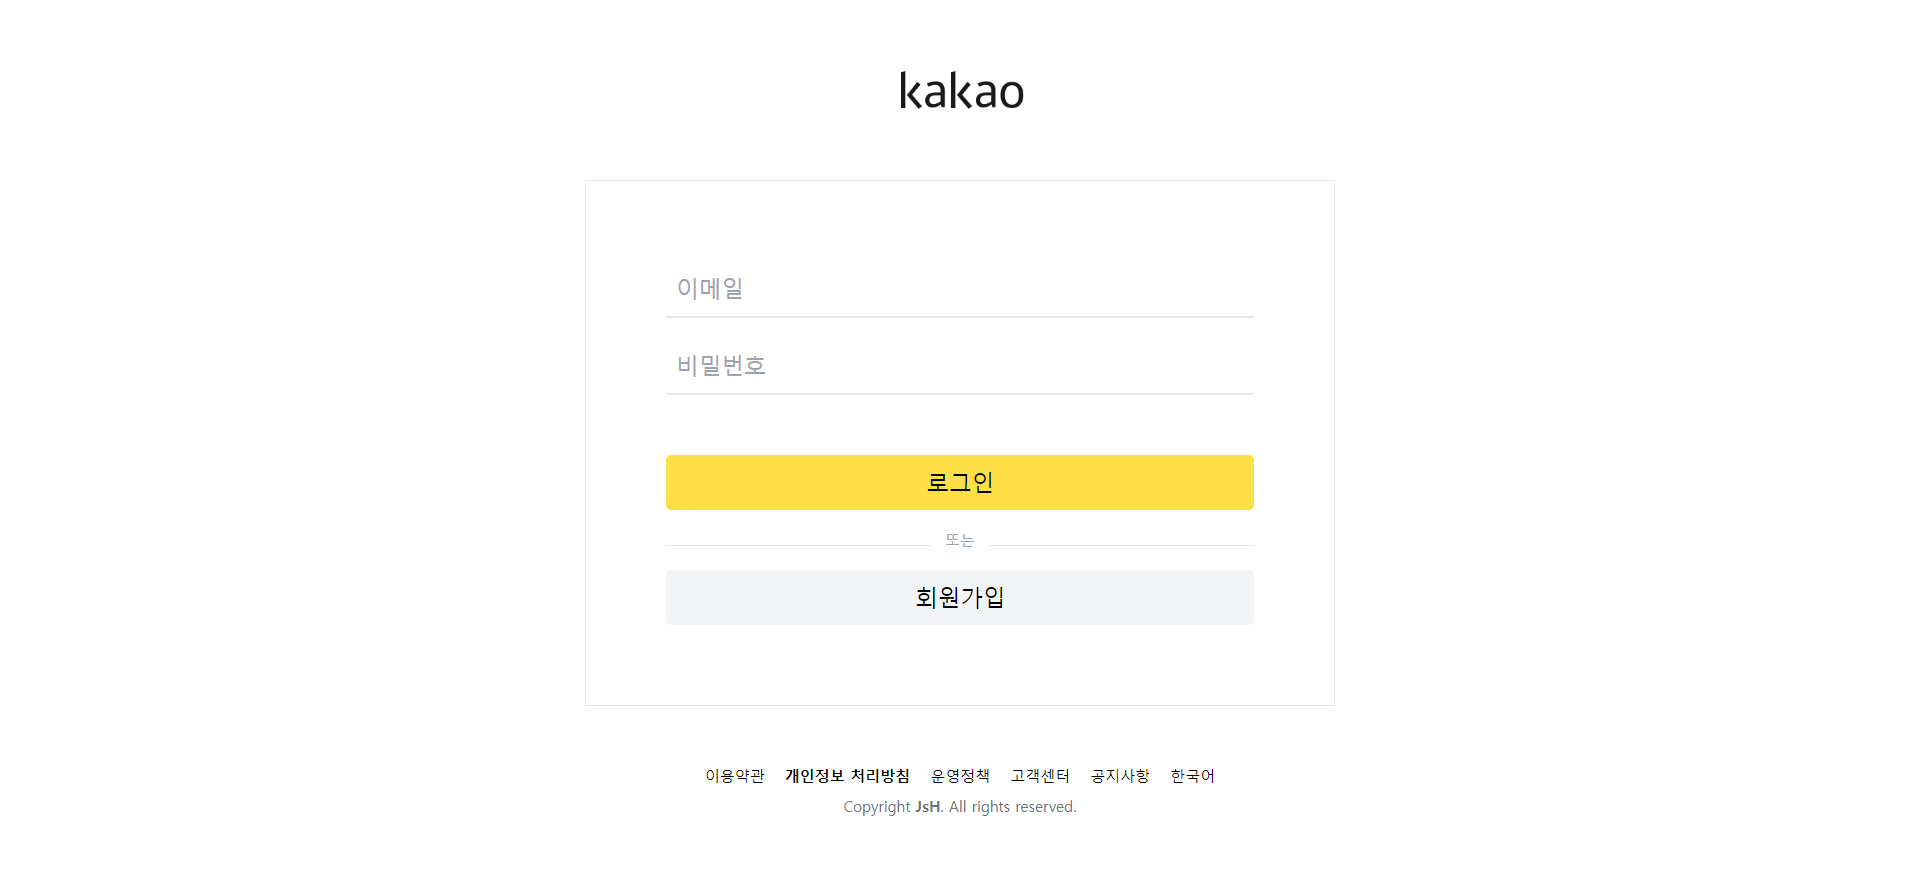 kakao
이메일
비밀번호
로그인
또는
회원가입
이용약관 개인정보 처리방침 운영정책 고객센터 공지사항 한국어
Copyright JsH. All rights reserved.